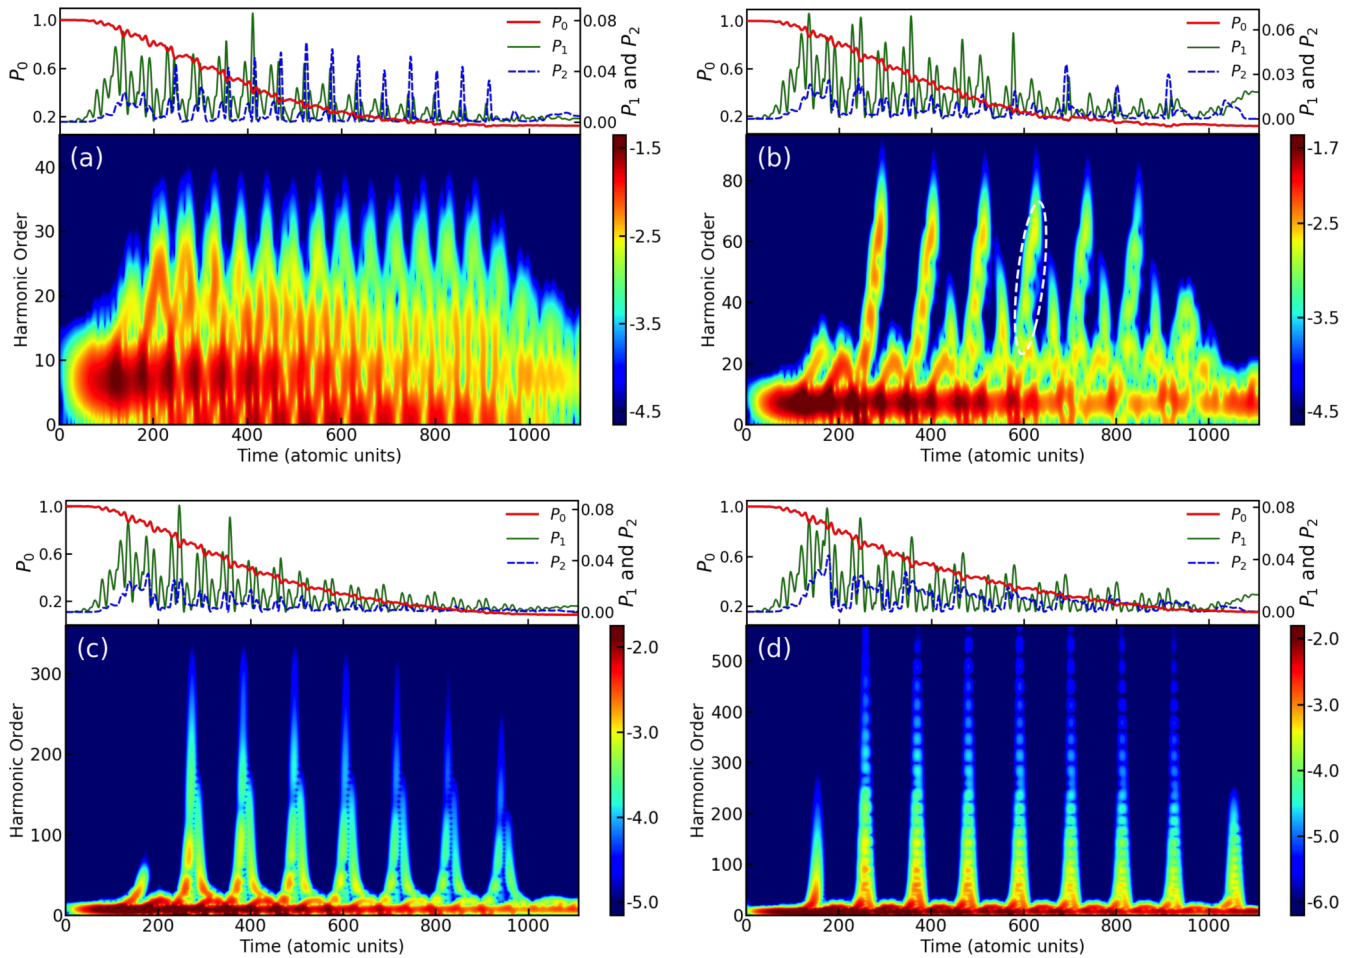 1.0
0.6
0.2
P0
P0
P1
P2
0.08
0.04
0.00
P1 and P2
(a)
40
30
20
10
0
Harmonic Order
0 200 400 600 800 1000
Time (atomic units)
-1.5
-2.5
-3.5
-4.5
1.0
0.6
0.2
P0
P0
P1
P2
0.06
0.03
0.00
P1 and P2
(b)
80
60
40
20
0
Harmonic Order
0 200 400 600 800 1000
Time (atomic units)
-1.7
-2.5
-3.5
-4.5
1.0
0.6
0.2
P0
P0
P1
P2
0.08
0.04
0.00
P1 and P2
(c)
300
200
100
0
Harmonic Order
0 200 400 600 800 1000
Time (atomic units)
-2.0
-3.0
-4.0
-5.0
1.0
0.6
0.2
P0
P0
P1
P2
0.08
0.04
0.00
P1 and P2
(d)
500
400
300
200
100
0
Harmonic Order
0 200 400 600 800 1000
Time (atomic units)
-2.0
-3.0
-4.0
-5.0
-6.0